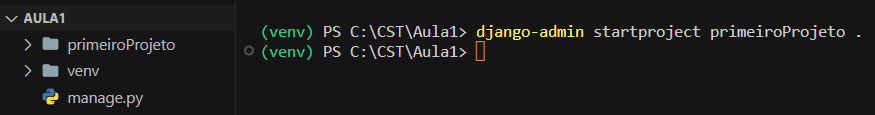 AULA1
primeiroProjeto
venv
manage.py
(venv) PS C:\CST\Aula1> django-admin startproject primeiroProjeto .
(venv) PS C:\CST\Aula1>